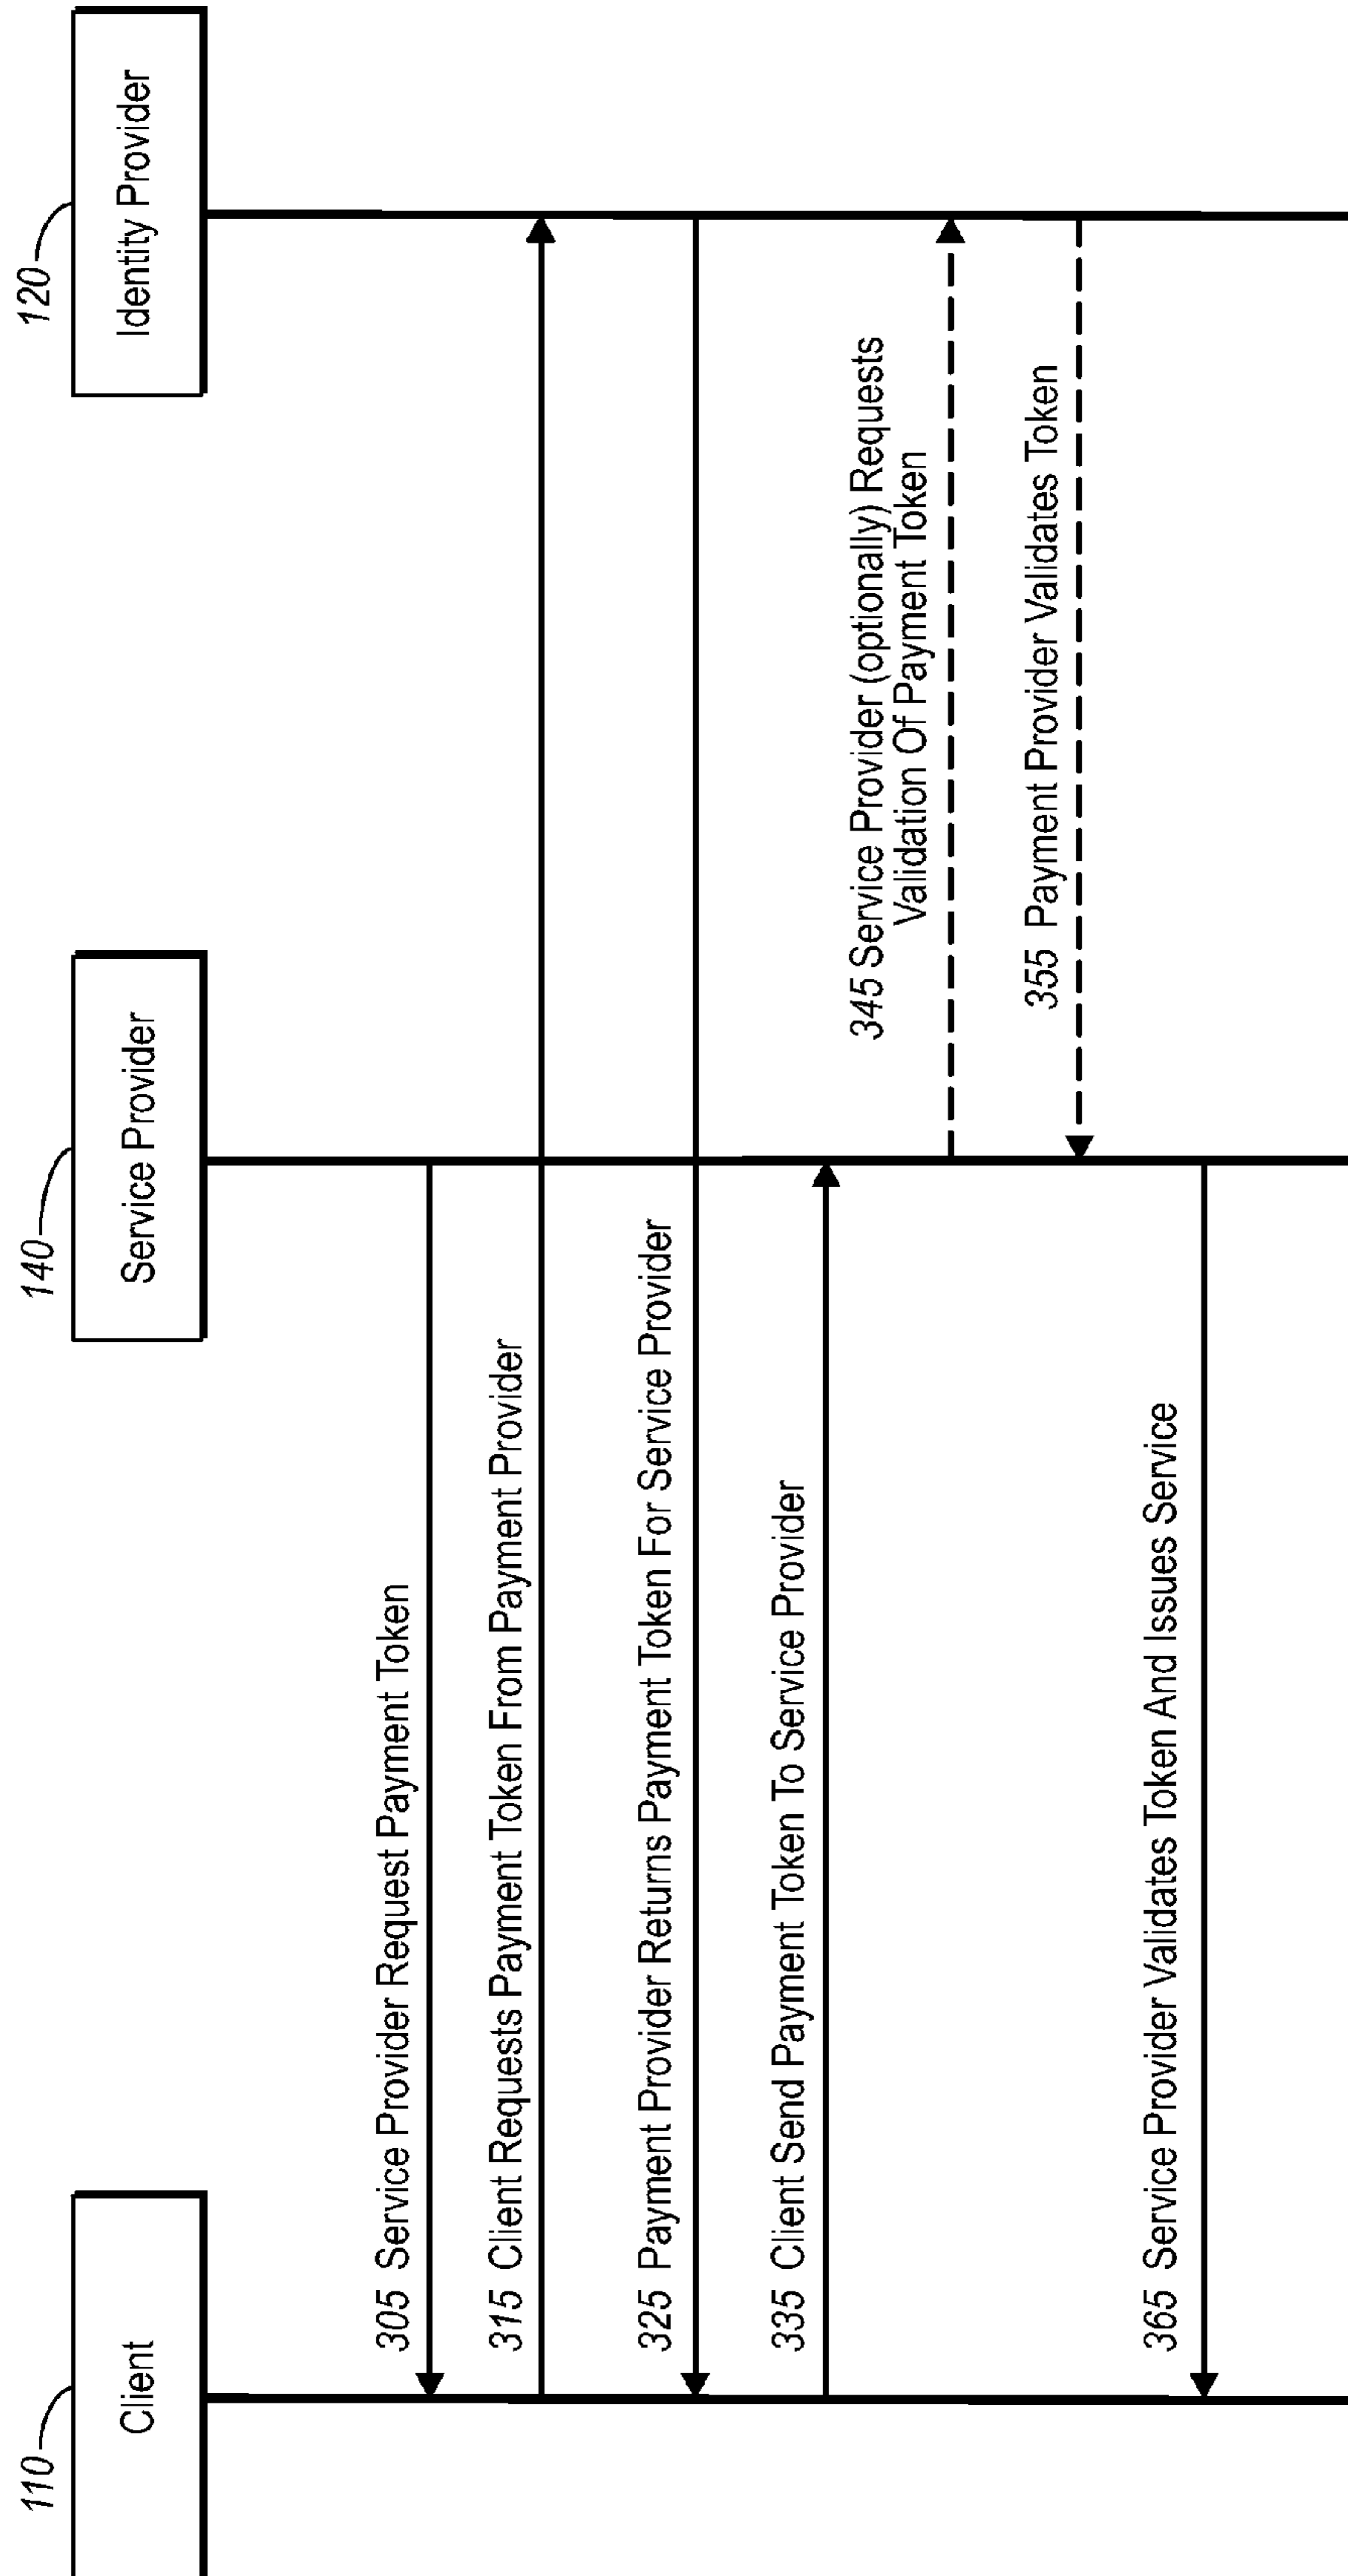 110
Client
140
Service Provider
120
Identity Provider
305 Service Provider Request Payment Token
315 Client Requests Payment Token From Payment Provider
325 Payment Provider Returns Payment Token For Service Provider
335 Client Send Payment Token To Service Provider
345 Service Provider (optionally) Requests
Validation Of Payment Token
355 Payment Provider Validates Token
365 Service Provider Validates Token And Issues Service